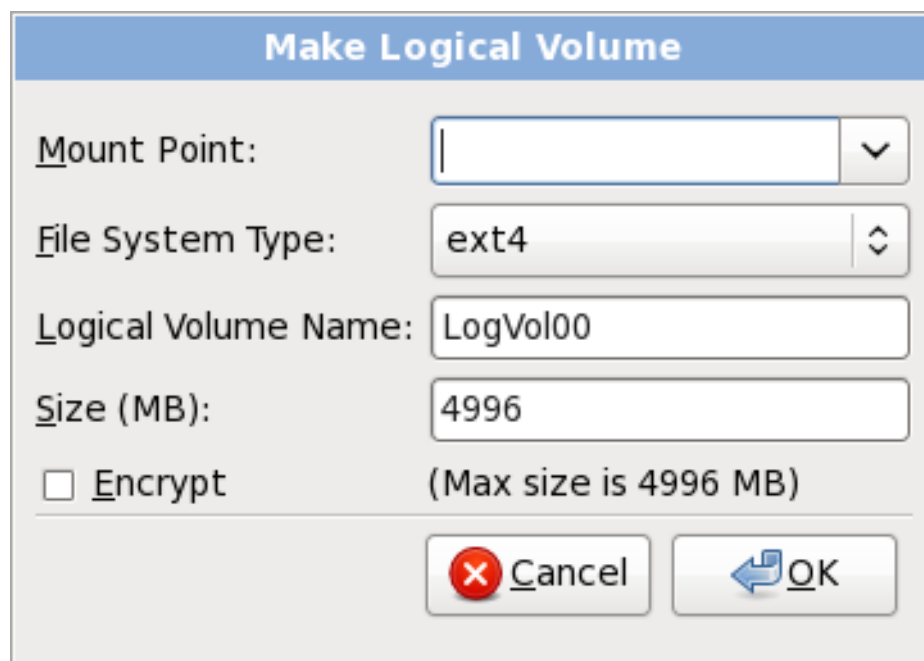 Make Logical Volume
Mount Point:
File System Type: ext4
Logical Volume Name: LogVol00
Size (MB): 4996
Encrypt (Max size is 4996 MB)
Cancel OK